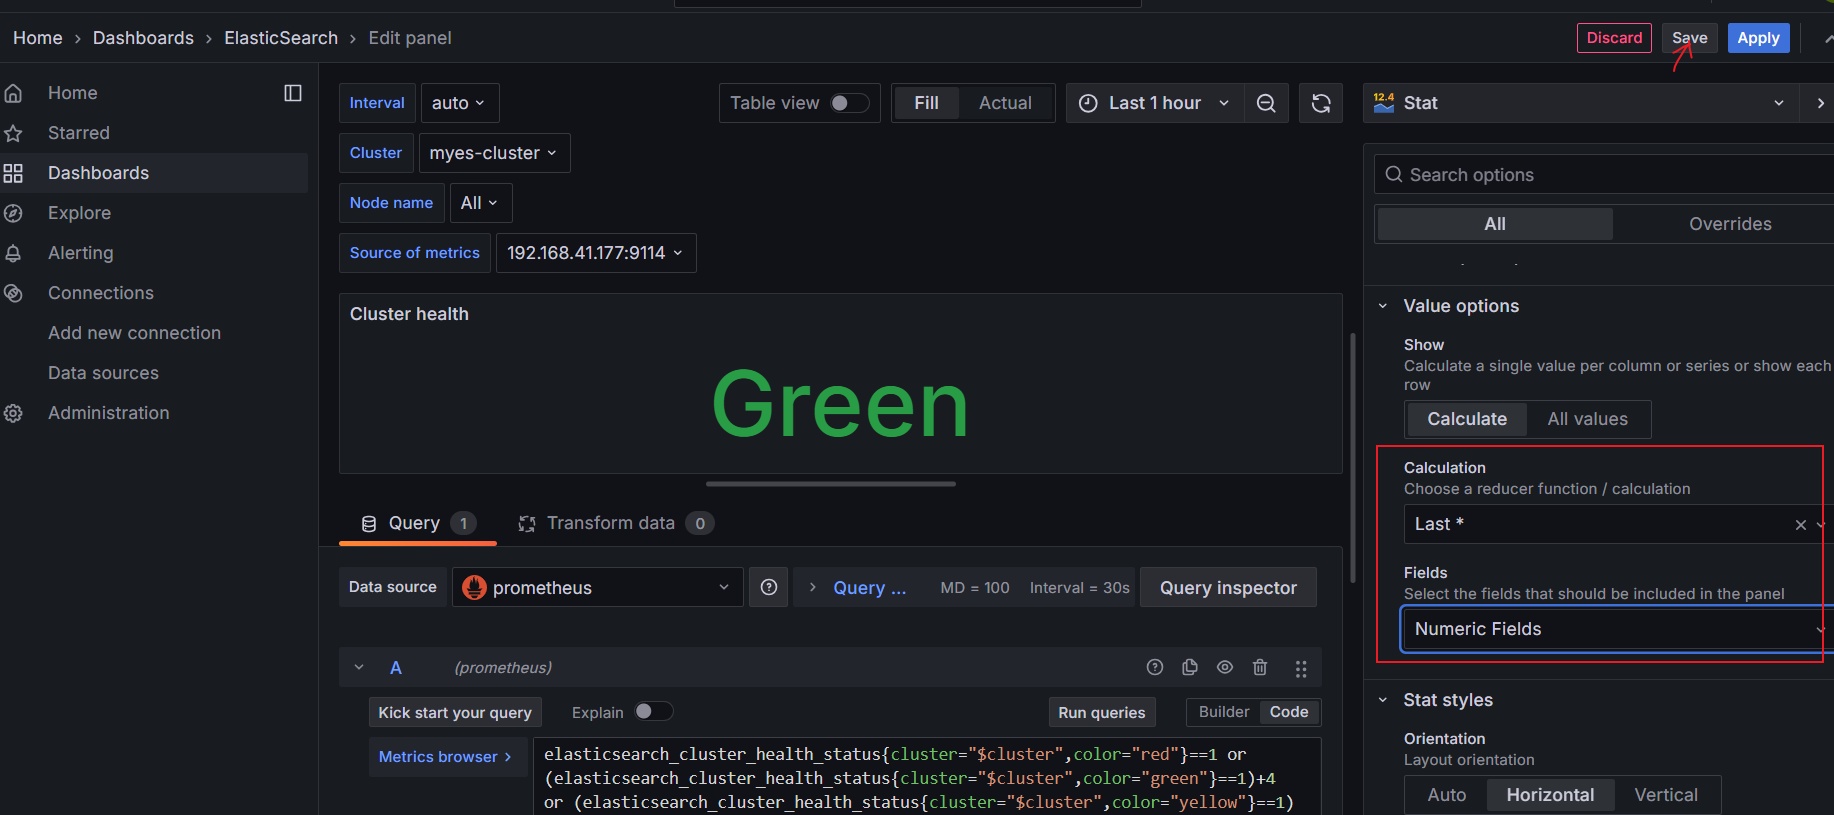 Home › Dashboards › ElasticSearch › Edit panel
Discard Save Apply
Home
Starred
Dashboards
Explore
Alerting
Connections
Add new connection
Data sources
Administration
Interval auto
Table view Fill Actual Last 1 hour
Cluster myes-cluster
Node name All
Source of metrics 192.168.41.177:9114
Cluster health
Green
Query 1 Transform data 0
Data source prometheus Query ... MD = 100 Interval = 30s Query inspector
A (prometheus)
Kick start your query Explain Run queries Builder Code
Metrics browser >
elasticsearch_cluster_health_status{cluster="$cluster",color="red"}==1 or
(elasticsearch_cluster_health_status{cluster="$cluster",color="green"}==1)+4
or (elasticsearch_cluster_health_status{cluster="$cluster",color="yellow"}==1)
12.4 Stat
Search options
All Overrides
Value options
Show
Calculate a single value per column or series or show each
row
Calculate All values
Calculation
Choose a reducer function / calculation
Last *
Fields
Select the fields that should be included in the panel
Numeric Fields
Stat styles
Orientation
Layout orientation
Auto Horizontal Vertical